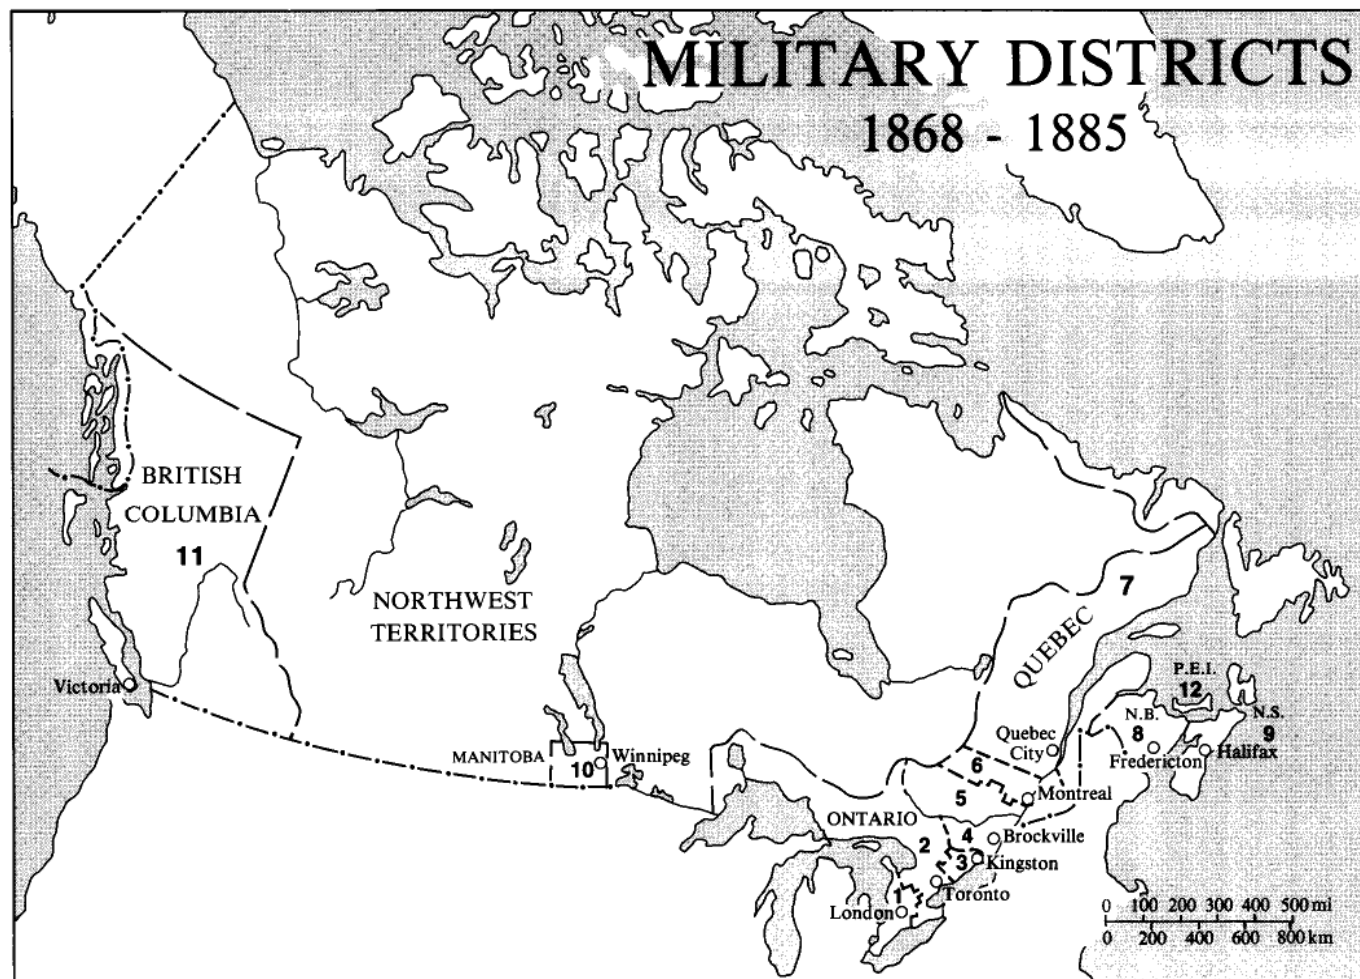 MILITARY DISTRICTS
1868 - 1885
BRITISH
COLUMBIA
11
NORTHWEST
TERRITORIES
7
QUEBEC
Victoria
P.E.I.
12
N.B.
8
N.S.
9
Quebec
City
Fredericton
Halifax
MANITOBA
10
Winnipeg
6
5
Montreal
ONTARIO
4
Brockville
2
3
Kingston
1
Toronto
London
0 100 200 300 400 500 mi
0 200 400 600 800 km